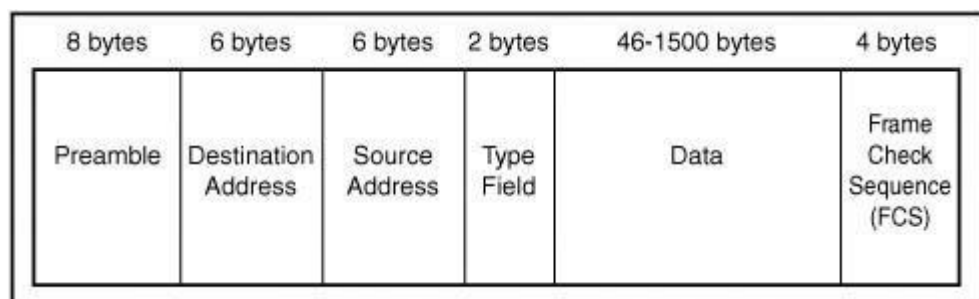 8 bytes 6 bytes 6 bytes 2 bytes 46-1500 bytes 4 bytes
Preamble
Destination
Address
Source
Address
Type
Field
Data
Frame
Check
Sequence
(FCS)